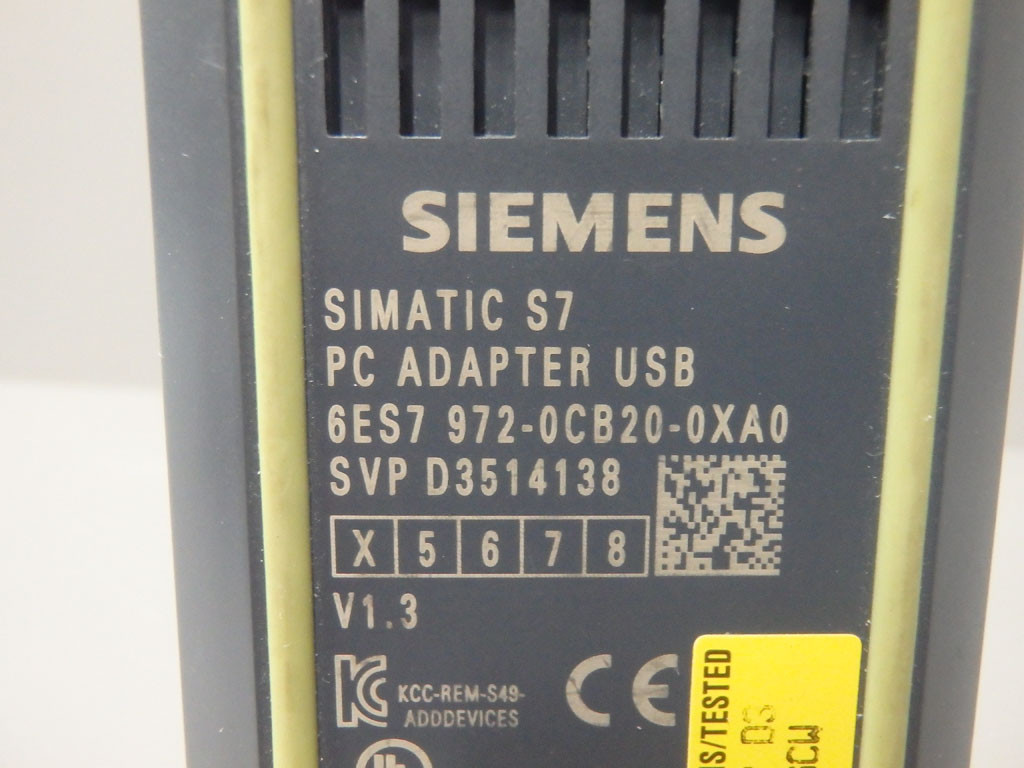 SIEMENS
SIMATIC S7
PC ADAPTER USB
6ES7 972-0CB20-0XA0
SVP D3514138
X 5 6 7 8
V1.3
KCC-REM-S49-
ADDDEVICES
CE
/TESTED
DS